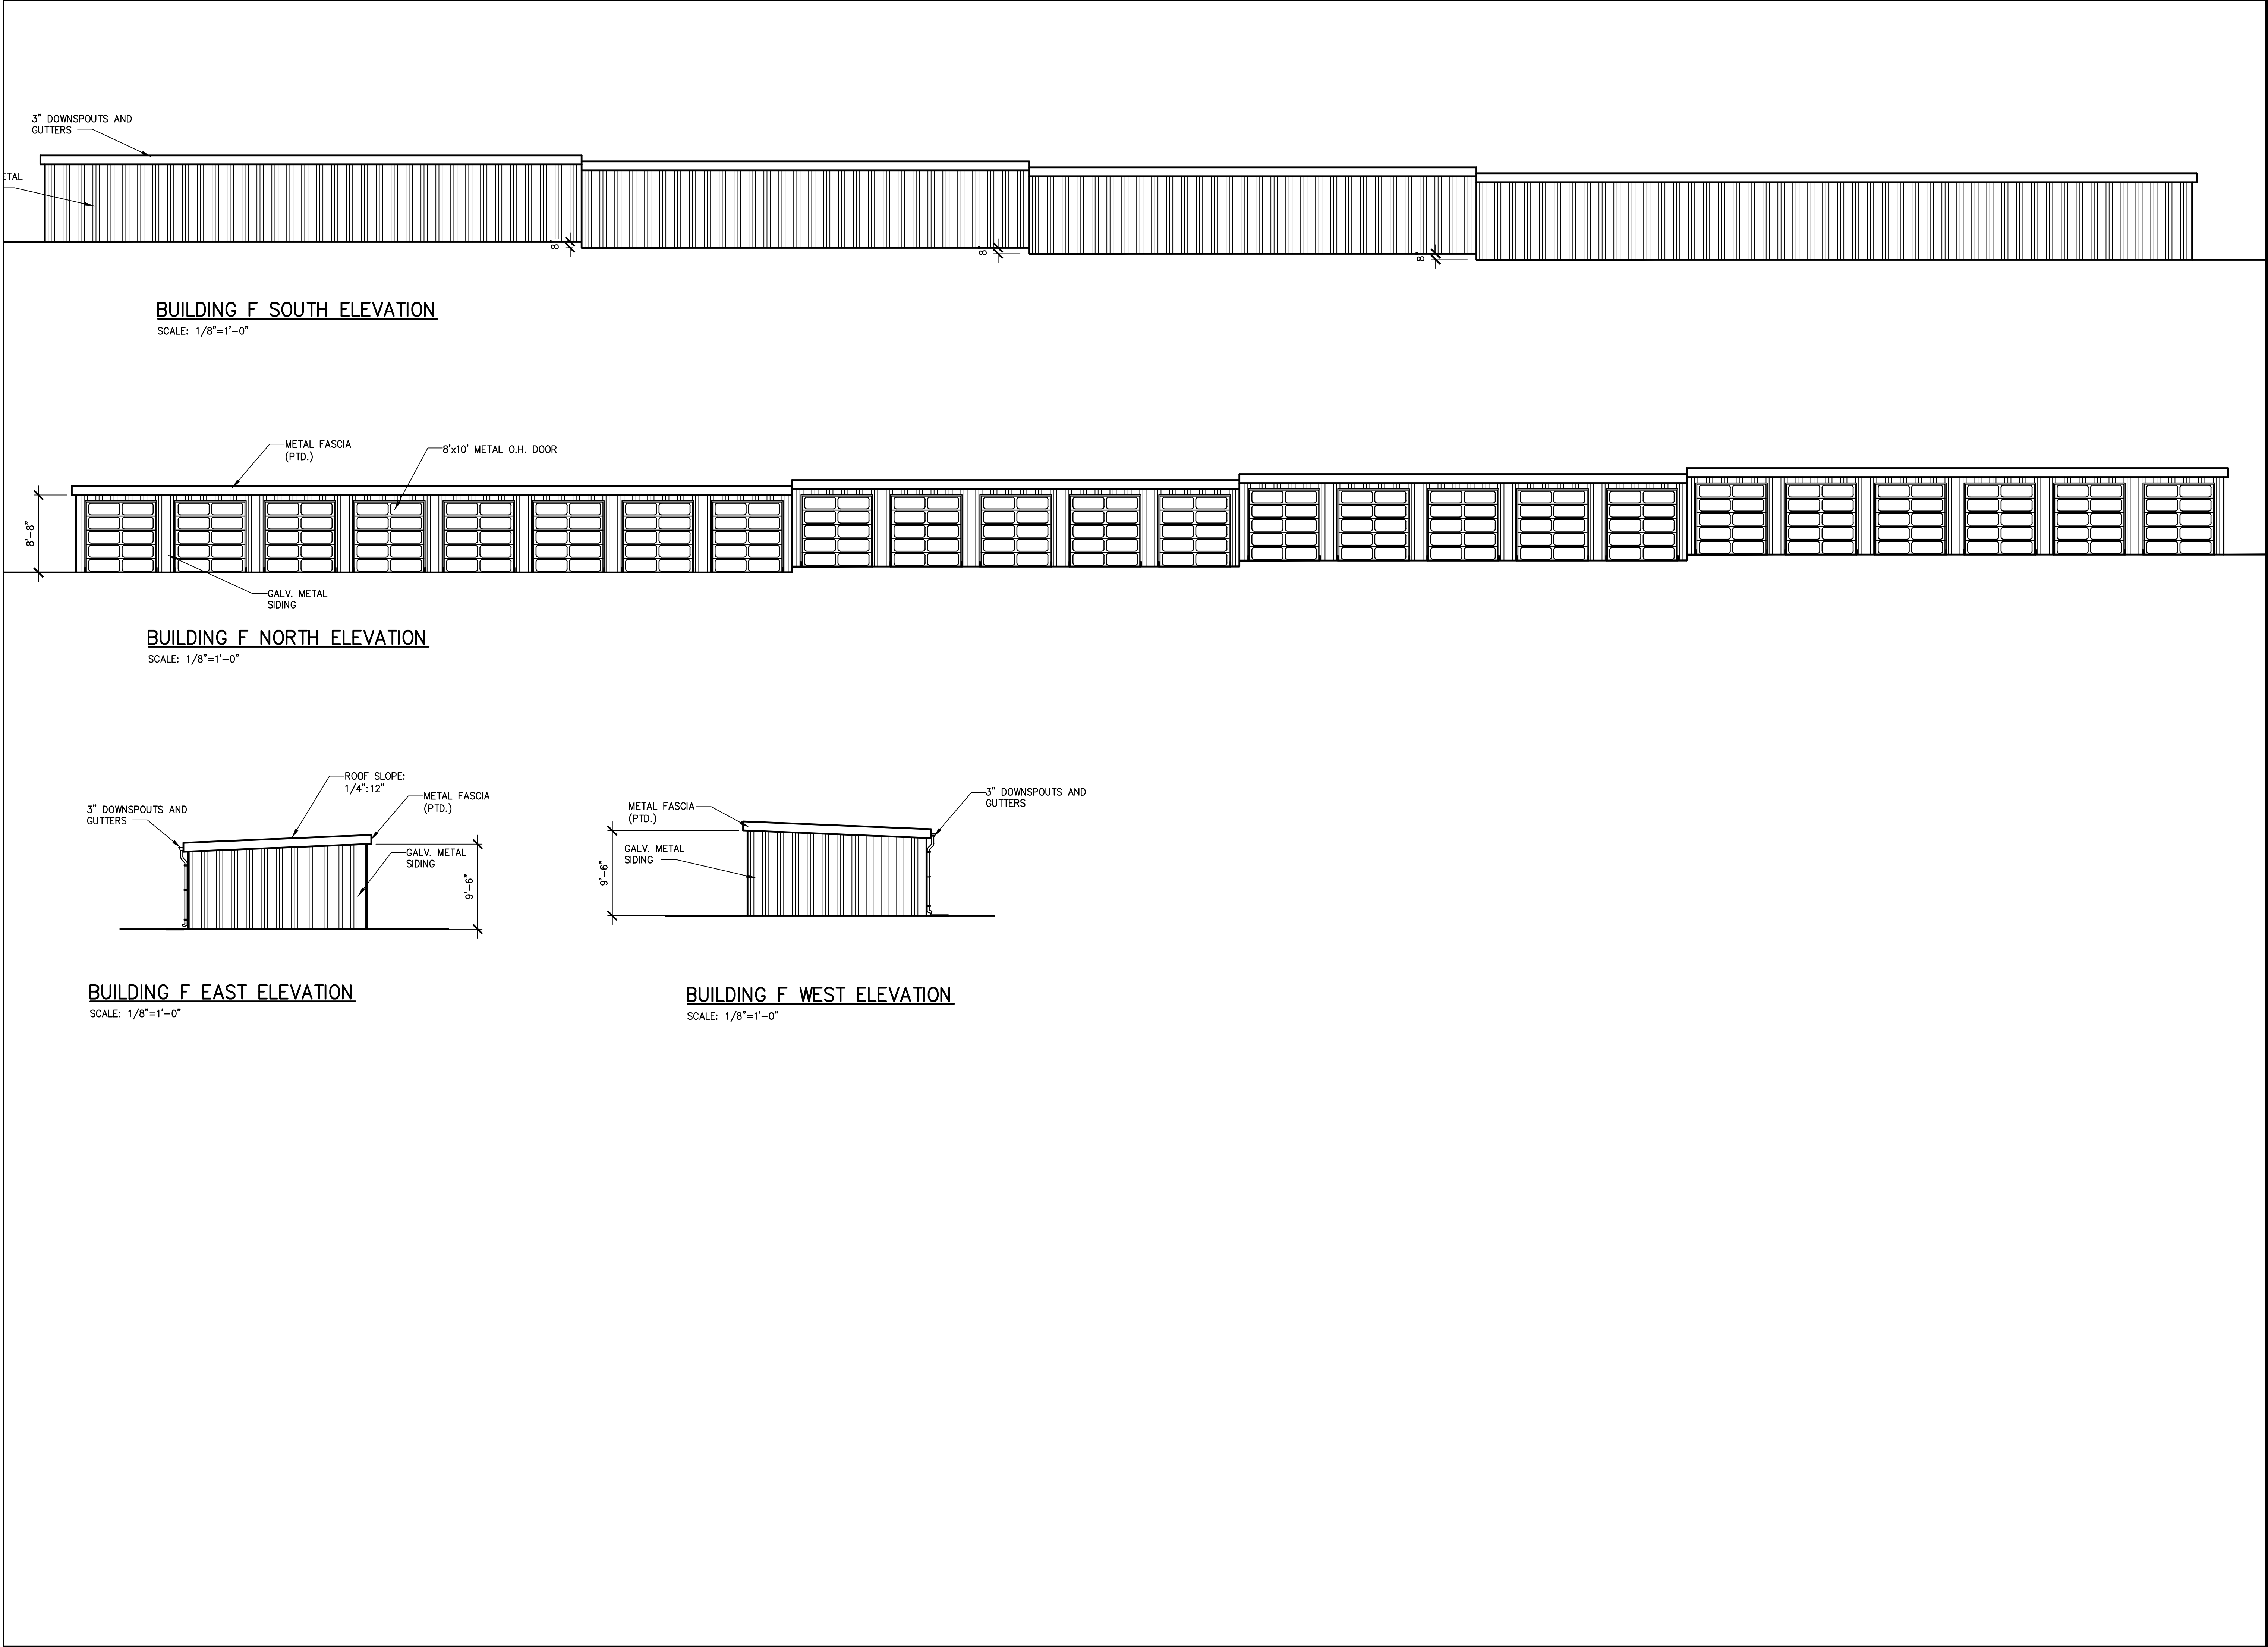 3" DOWNSPOUTS AND
GUTTERS
ETAL
8"
8"
8"
BUILDING F SOUTH ELEVATION
SCALE: 1/8"=1'-0"
METAL FASCIA
(PTD.)
8'x10' METAL O.H. DOOR
8'-8"
GALV. METAL
SIDING
BUILDING F NORTH ELEVATION
SCALE: 1/8"=1'-0"
ROOF SLOPE:
1/4":12"
3" DOWNSPOUTS AND
GUTTERS
METAL FASCIA
(PTD.)
GALV. METAL
SIDING
9'-6"
BUILDING F EAST ELEVATION
SCALE: 1/8"=1'-0"
METAL FASCIA
(PTD.)
3" DOWNSPOUTS AND
GUTTERS
GALV. METAL
SIDING
9'-6"
BUILDING F WEST ELEVATION
SCALE: 1/8"=1'-0"